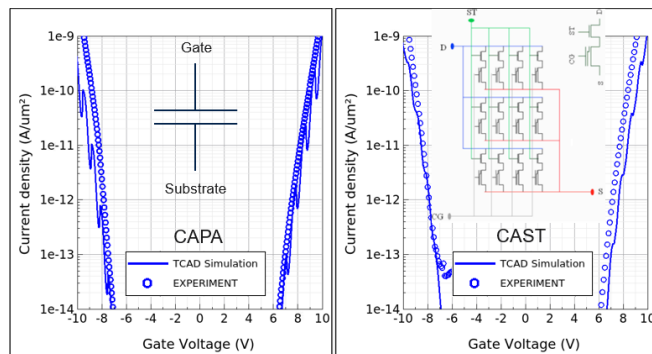 Gate
Substrate
CAPA
TCAD Simulation
EXPERIMENT
1e-9
1e-10
1e-11
1e-12
1e-13
1e-14
Current density (A/um²)
-10 -8 -6 -4 -2 0 2 4 6 8 10
Gate Voltage (V)
ST
D
S
CG
D
ST
CG
S
CAST
TCAD Simulation
EXPERIMENT
1e-9
1e-10
1e-11
1e-12
1e-13
1e-14
Current density (A/um²)
-10 -8 -6 -4 -2 0 2 4 6 8 10
Gate Voltage (V)